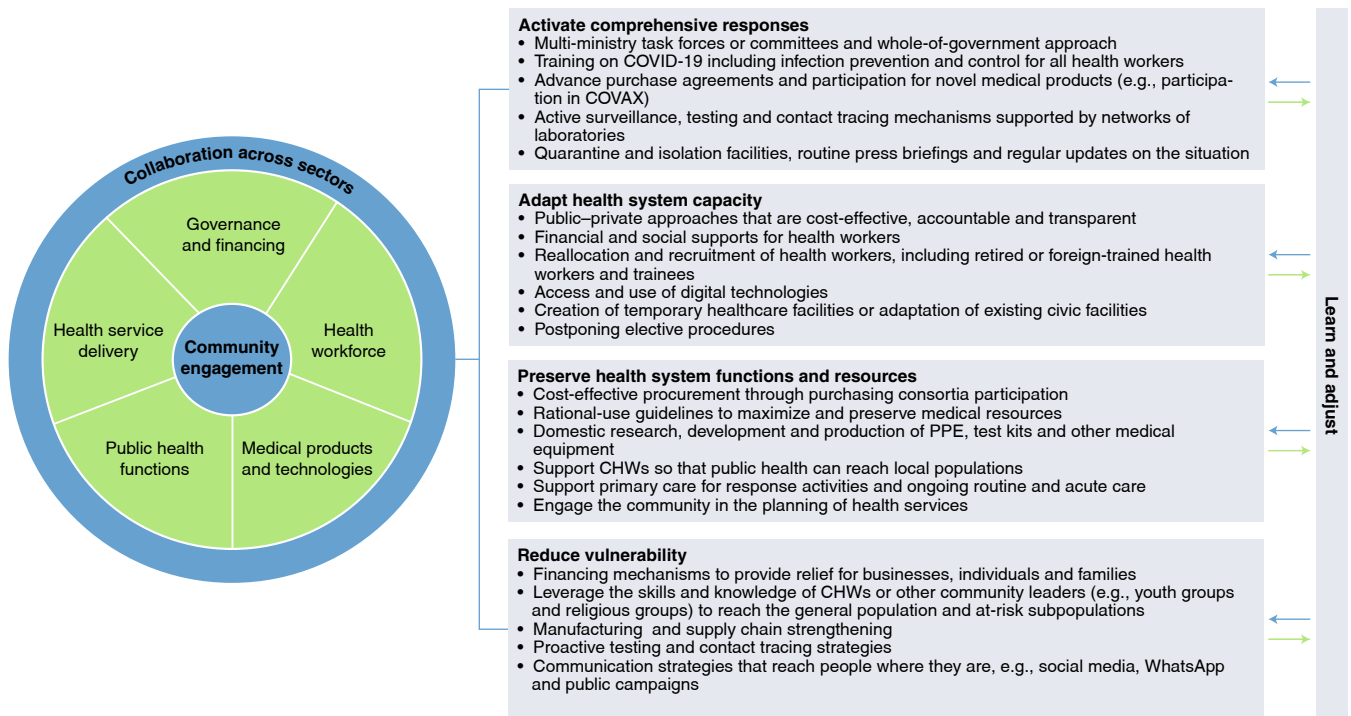 Collaboration across sectors
Governance
and financing
Health service
delivery
Health
workforce
Community
engagement
Public health
functions
Medical products
and technologies
Activate comprehensive responses
• Multi-ministry task forces or committees and whole-of-government approach
• Training on COVID-19 including infection prevention and control for all health workers
• Advance purchase agreements and participation for novel medical products (e.g., participa-
tion in COVAX)
• Active surveillance, testing and contact tracing mechanisms supported by networks of
laboratories
• Quarantine and isolation facilities, routine press briefings and regular updates on the situation
Adapt health system capacity
• Public–private approaches that are cost-effective, accountable and transparent
• Financial and social supports for health workers
• Reallocation and recruitment of health workers, including retired or foreign-trained health
workers and trainees
• Access and use of digital technologies
• Creation of temporary healthcare facilities or adaptation of existing civic facilities
• Postponing elective procedures
Preserve health system functions and resources
• Cost-effective procurement through purchasing consortia participation
• Rational-use guidelines to maximize and preserve medical resources
• Domestic research, development and production of PPE, test kits and other medical
equipment
• Support CHWs so that public health can reach local populations
• Support primary care for response activities and ongoing routine and acute care
• Engage the community in the planning of health services
Reduce vulnerability
• Financing mechanisms to provide relief for businesses, individuals and families
• Leverage the skills and knowledge of CHWs or other community leaders (e.g., youth groups
and religious groups) to reach the general population and at-risk subpopulations
• Manufacturing and supply chain strengthening
• Proactive testing and contact tracing strategies
• Communication strategies that reach people where they are, e.g., social media, WhatsApp
and public campaigns
Learn and adjust